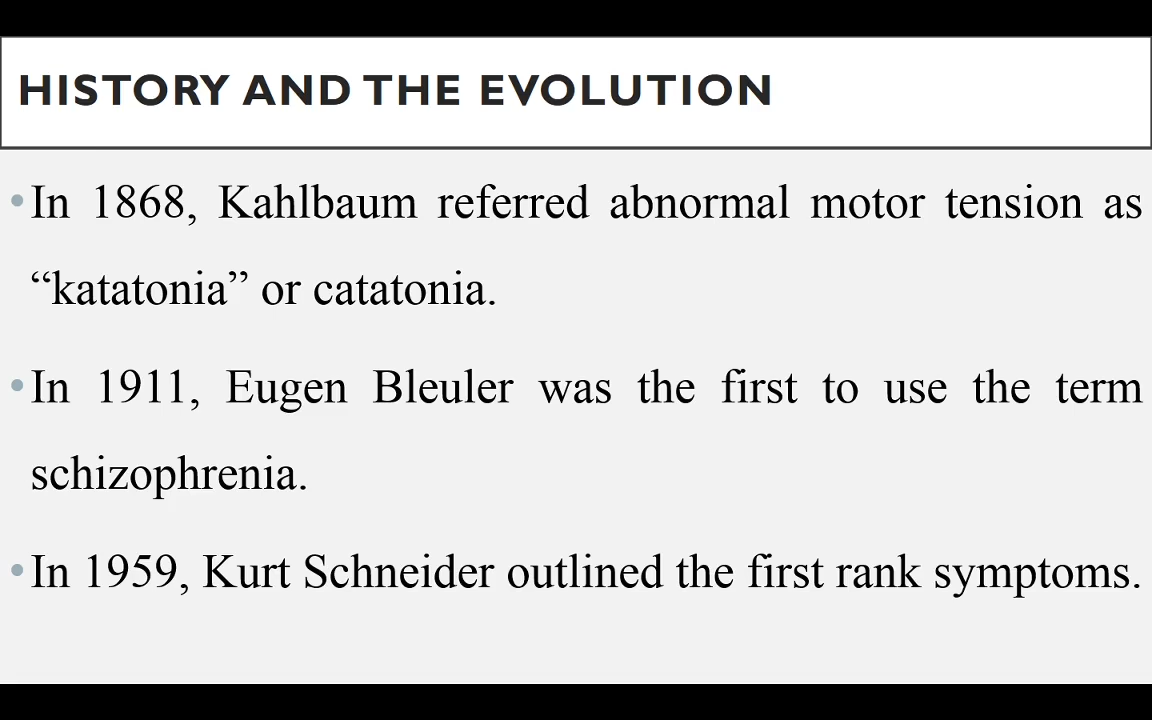 HISTORY AND THE EVOLUTION
•In 1868, Kahlbaum referred abnormal motor tension as
“katatonia” or catatonia.
•In 1911, Eugen Bleuler was the first to use the term
schizophrenia.
•In 1959, Kurt Schneider outlined the first rank symptoms.